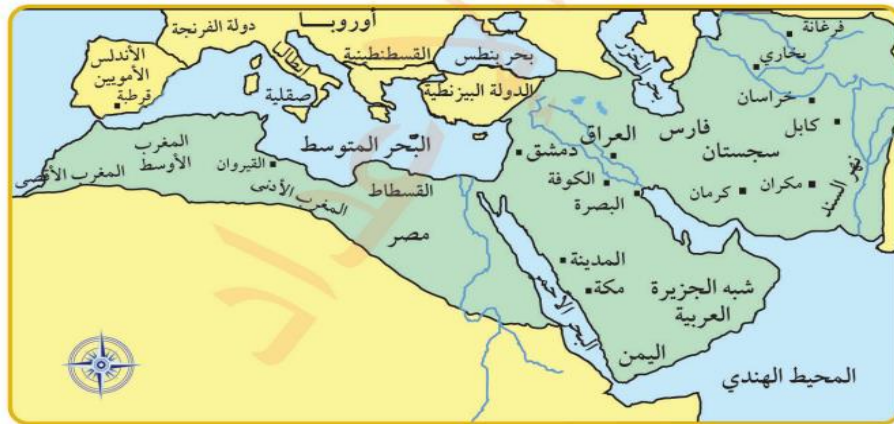 أوروبا
دولة الفرنجة
فرغانة
بخاري
خراسان
كابل
سجستان
فارس
مكران
كرمان
نهر السند
بحر الخزر
بحر بنطس
القسطنطينية
الدولة البيزنطية
إيطاليا
صقلية
الأندلس
الأمويين
قرطبة
البحر المتوسط
العراق
دمشق
الكوفة
البصرة
المغرب
الأوسط
المغرب الأقصى
القيروان
المغرب الأدنى
القسطاط
مصر
المدينة
مكة
شبه الجزيرة
العربية
البحر الاحمر
اليمن
المحيط الهندي